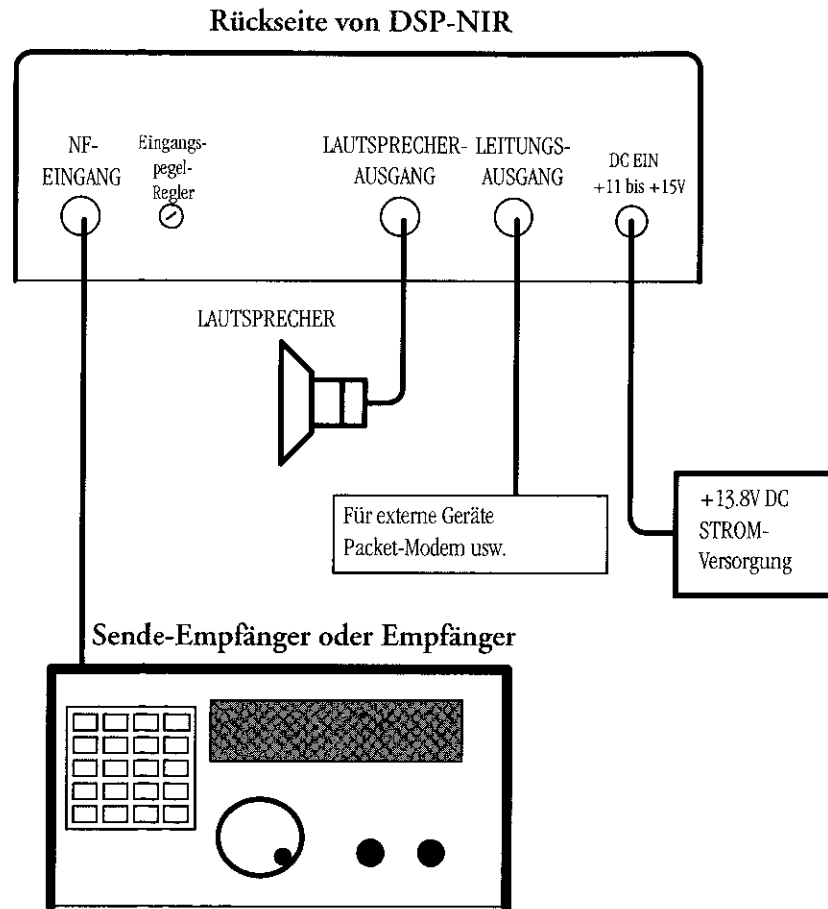 Rückseite von DSP-NIR
NF-
EINGANG
Eingangs-
pegel-
Regler
LAUTSPRECHER-
AUSGANG
LEITUNGS-
AUSGANG
DC EIN
+11 bis +15V
LAUTSPRECHER
Für externe Geräte
Packet-Modem usw.
+13.8V DC
STROM-
Versorgung
Sende-Empfänger oder Empfänger